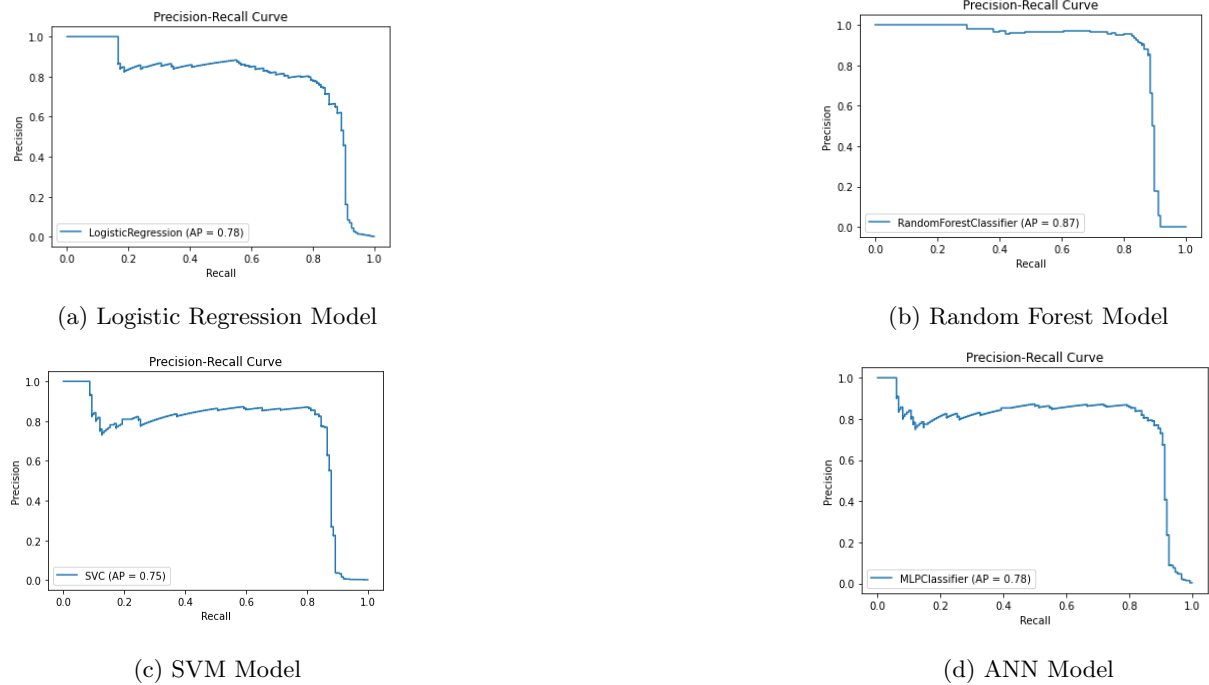 Precision-Recall Curve
1.0
0.8
0.6
0.4
0.2
0.0
Precision
LogisticRegression (AP = 0.78)
0.0 0.2 0.4 0.6 0.8 1.0
Recall
(a) Logistic Regression Model
Precision-Recall Curve
1.0
0.8
0.6
0.4
0.2
0.0
Precision
RandomForestClassifier (AP = 0.87)
0.0 0.2 0.4 0.6 0.8 1.0
Recall
(b) Random Forest Model
Precision-Recall Curve
1.0
0.8
0.6
0.4
0.2
0.0
Precision
SVC (AP = 0.75)
0.0 0.2 0.4 0.6 0.8 1.0
Recall
(c) SVM Model
Precision-Recall Curve
1.0
0.8
0.6
0.4
0.2
0.0
Precision
MLPClassifier (AP = 0.78)
0.0 0.2 0.4 0.6 0.8 1.0
Recall
(d) ANN Model